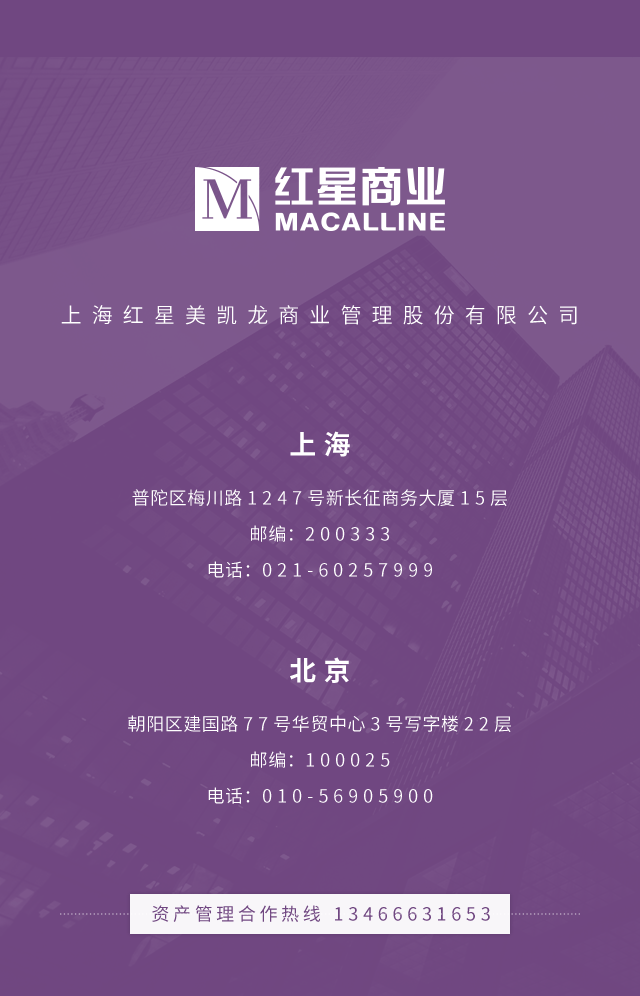 M 红星商业
MACALLINE
上海红星美凯龙商业管理股份有限公司
上海
普陀区梅川路1247号新长征商务大厦15层
邮编：200333
电话：021-60257999
北京
朝阳区建国路77号华贸中心3号写字楼22层
邮编：100025
电话：010-56905900
资产管理合作热线 13466631653